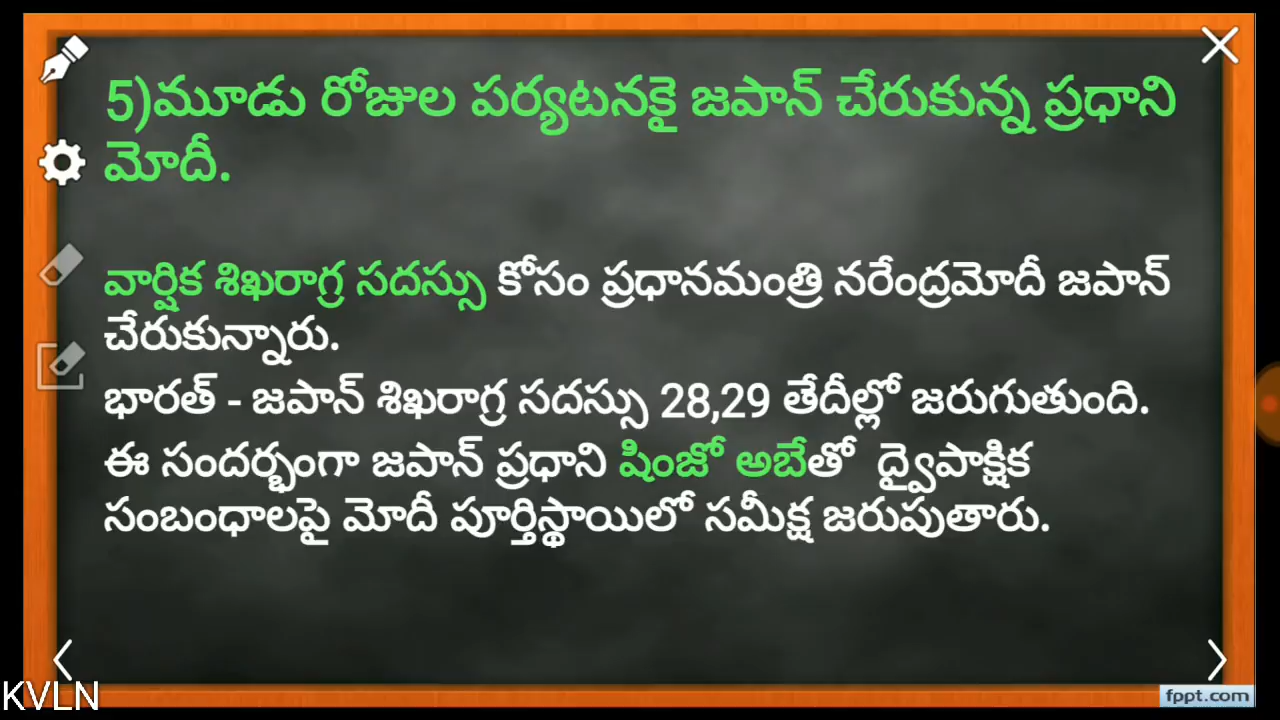 5)మూడు రోజుల పర్యటనకై జపాన్ చేరుకున్న ప్రధాని
మోదీ.
వార్షిక శిఖరాగ్ర సదస్సు కోసం ప్రధానమంత్రి నరేంద్రమోదీ జపాన్
చేరుకున్నారు.
భారత్ - జపాన్ శిఖరాగ్ర సదస్సు 28,29 తేదీల్లో జరుగుతుంది.
ఈ సందర్భంగా జపాన్ ప్రధాని షింజో అబేతో ద్వైపాక్షిక
సంబంధాలపై మోదీ పూర్తిస్థాయిలో సమీక్ష జరుపుతారు.
KVLN
fppt.com